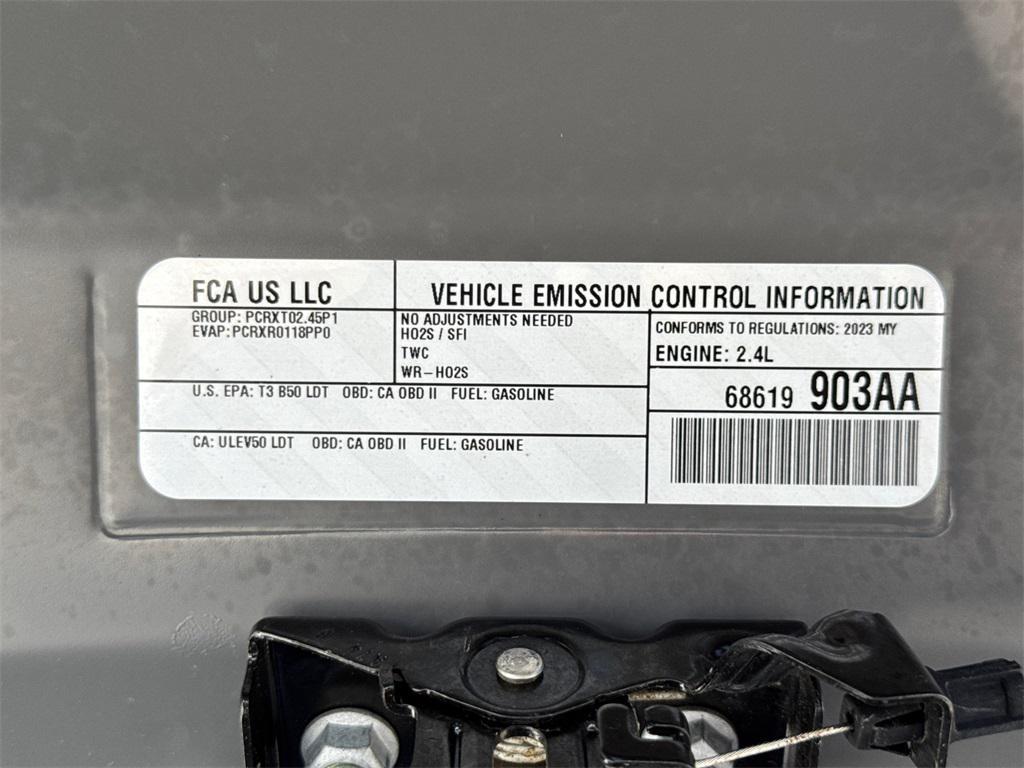 FCA US LLC
VEHICLE EMISSION CONTROL INFORMATION
GROUP: PCRXT02.45P1
EVAP: PCRXR0118PP0
NO ADJUSTMENTS NEEDED
HO2S / SFI
TWC
WR-HO2S
CONFORMS TO REGULATIONS: 2023 MY
ENGINE: 2.4L
68619 903AA
U.S. EPA: T3 B50 LDT OBD: CA OBD II FUEL: GASOLINE
CA: ULEV50 LDT OBD: CA OBD II FUEL: GASOLINE